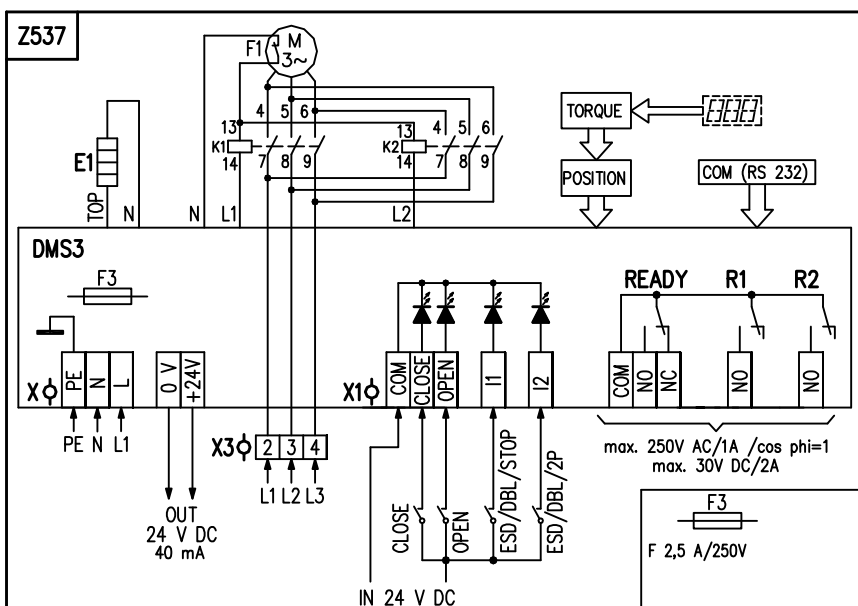 Z537
F1
M
3~
4 5 6
13
K1
14
7 8 9
13
K2
14
4 5 6
7 8 9
TORQUE
POSITION
COM (RS 232)
E1
TOP
N
N
L1
L2
DMS3
F3
READY
R1
R2
X
PE
N
L
0 V
+24V
X1
COM
CLOSE
OPEN
I1
I2
COM
NO
NC
NO
NO
PE N L1
X3
2 3 4
L1 L2 L3
OUT
24 V DC
40 mA
CLOSE
OPEN
ESD/DBL/STOP
ESD/DBL/2P
IN 24 V DC
max. 250V AC/1A /cos phi=1
max. 30V DC/2A
F3
F 2,5 A/250V